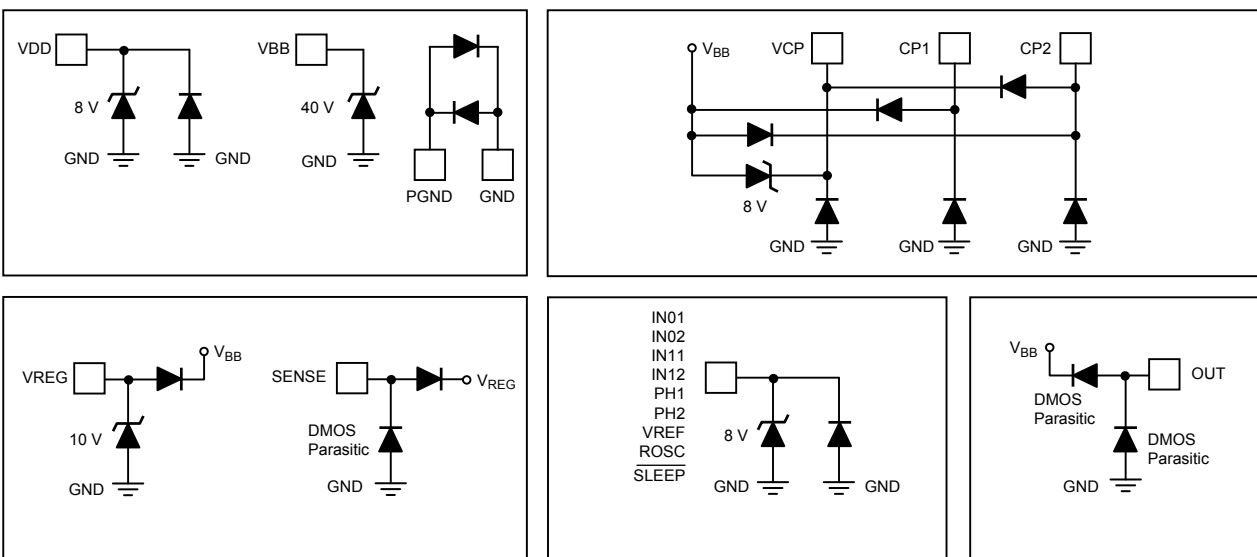 VDD
8 V
GND
GND
VBB
40 V
GND
PGND
GND
VBB
VCP
CP1
CP2
8 V
GND
GND
GND
VREG
VBB
10 V
GND
SENSE
VREG
DMOS
Parasitic
GND
IN01
IN02
IN11
IN12
PH1
PH2
VREF
ROSC
SLEEP
8 V
GND
GND
VBB
OUT
DMOS
Parasitic
DMOS
Parasitic
GND